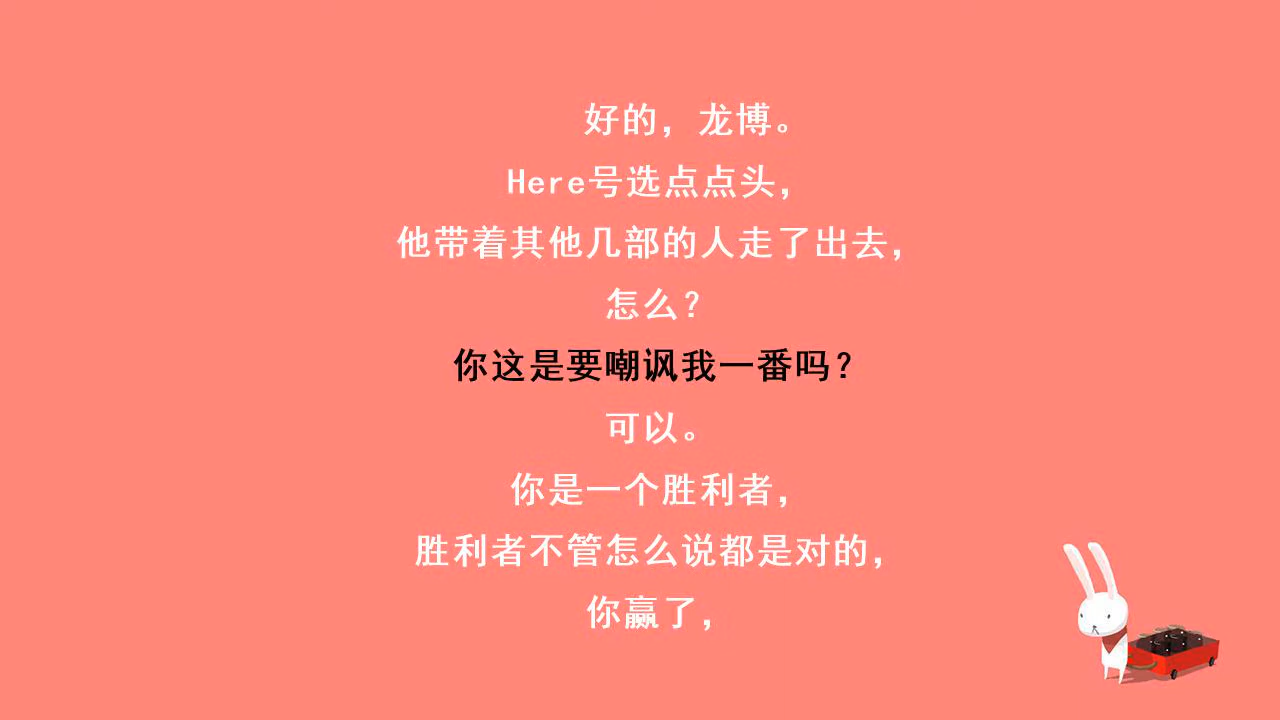 好的，龙博。
Here号选点点头，
他带着其他几部的人走了出去，
怎么？
你这是要嘲讽我一番吗？
可以。
你是一个胜利者，
胜利者不管怎么说都是对的，
你赢了，